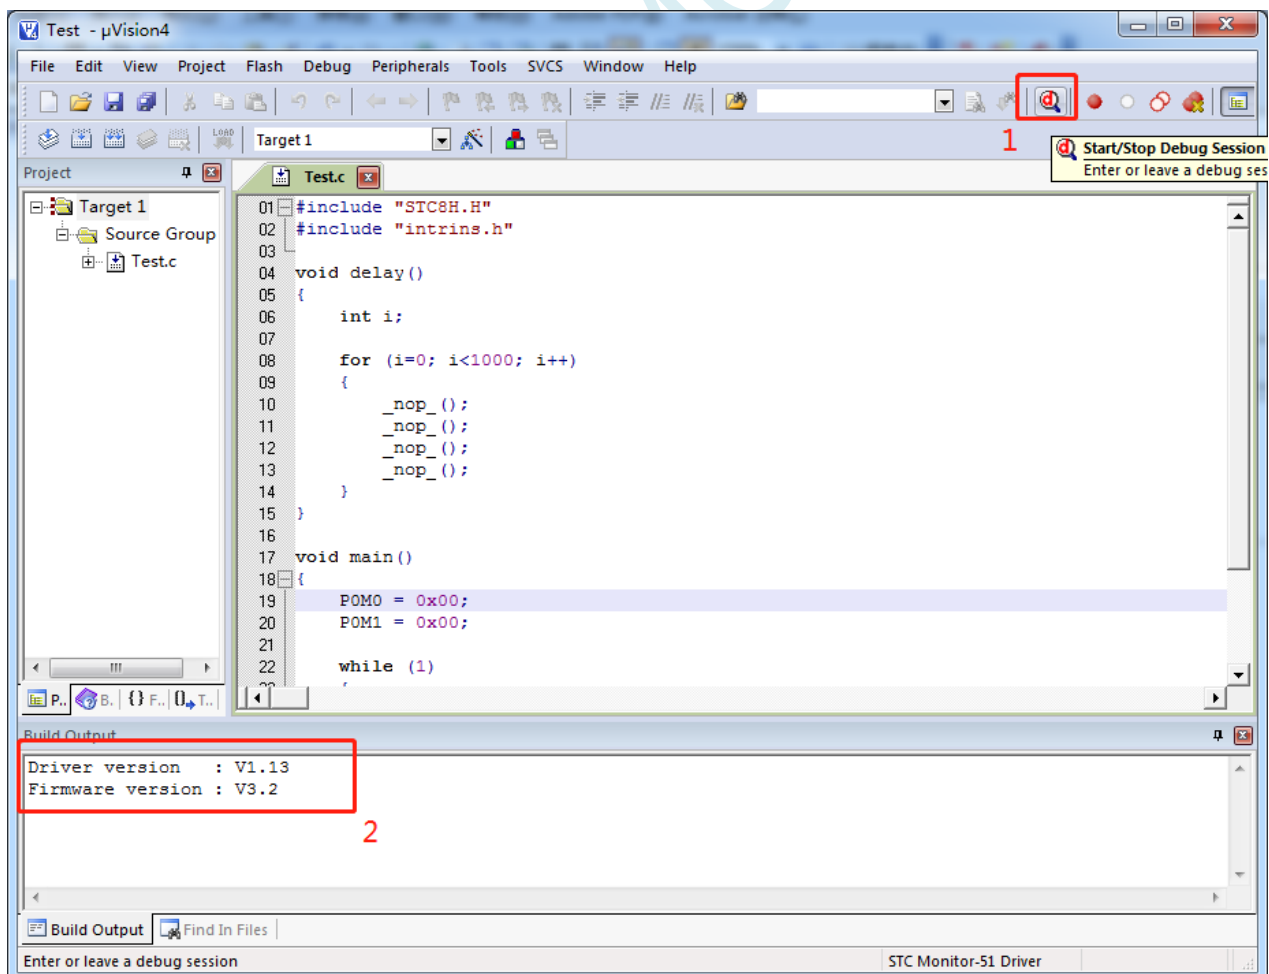 Test - µVision4
File Edit View Project Flash Debug Peripherals Tools SVCS Window Help
LOAD Target 1
1
Start/Stop Debug Session
Enter or leave a debug ses
Project
Test.c
Target 1
Source Group
Test.c
01 #include "STC8H.H"
02 #include "intrins.h"
03
04 void delay()
05 {
06 int i;
07
08 for (i=0; i<1000; i++)
09 {
10 _nop_();
11 _nop_();
12 _nop_();
13 _nop_();
14 }
15 }
16
17 void main()
18 {
19 P0M0 = 0x00;
20 P0M1 = 0x00;
21
22 while (1)
P.. B. {} F.. 0 T..
Build Output
Driver version : V1.13
Firmware version : V3.2
2
Build Output Find In Files
Enter or leave a debug session STC Monitor-51 Driver